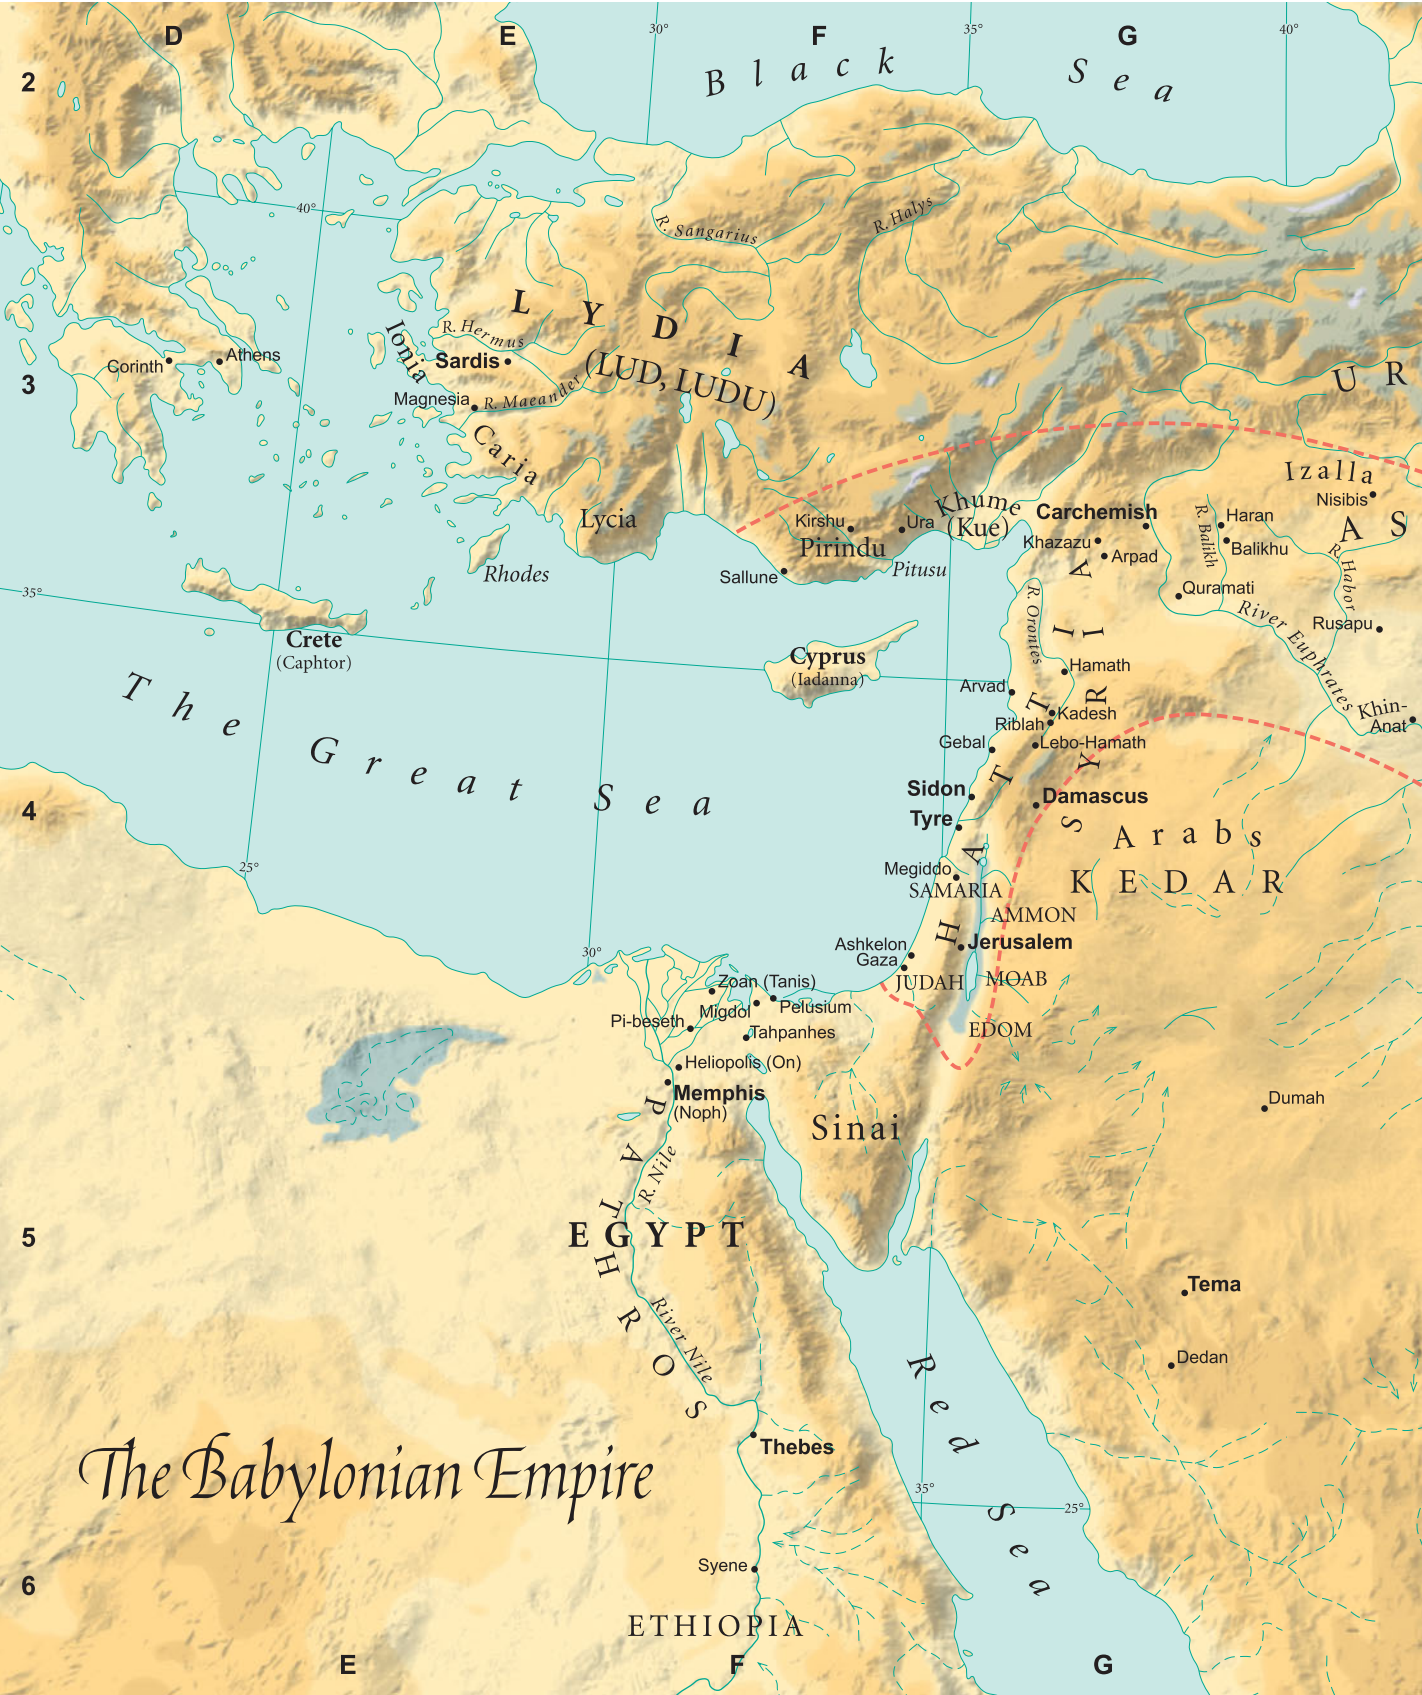 D
E
30°
F
35°
G
40°
2
Black Sea
40°
R. Sangarius
R. Halys
LYDIA
(LUD, LUDU)
Ionia
R. Hermus
Sardis
Corinth
Athens
3
Magnesia
R. Maeander
Caria
UR
Izalla
Nisibis
AS
Lycia
Kirshu
Ura
Pirindu
Khume
(Kue)
Carchemish
Khazazu
Arpad
R. Balikh
Haran
Balikhu
R. Habor
Rhodes
Sallune
Pitusu
35°
Quramati
River Euphrates
Rusapu
Crete
(Caphtor)
Cyprus
(Iadanna)
R. Orontes
Hamath
Arvad
Kadesh
Riblah
Khin-
Anat
Gebal
Lebo-Hamath
The Great Sea
HATTI
SYRIA
Sidon
Damascus
4
Tyre
Arabs
25°
Megiddo
KEDAR
SAMARIA
AMMON
30°
Ashkelon
Jerusalem
Gaza
JUDAH
MOAB
Zoan (Tanis)
Migdol
Pelusium
Pi-beseth
Tahpanhes
EDOM
Heliopolis (On)
Memphis
(Noph)
Dumah
Sinai
PATHROS
R. Nile
5
EGYPT
Tema
River Nile
Dedan
Red Sea
Thebes
The Babylonian Empire
35°
25°
Syene
6
ETHIOPIA
E
F
G